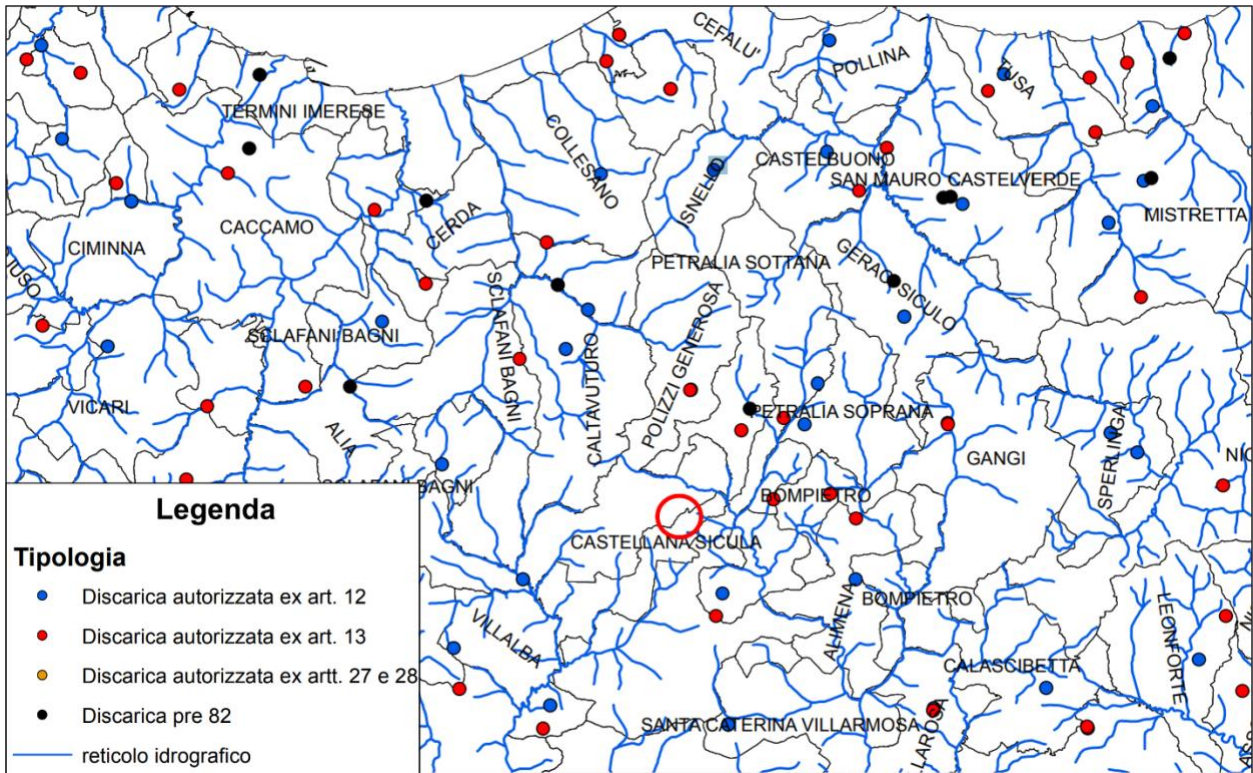 CEFALU'
POLLINA
TUSA
TERMINI IMERESE
COLLESANO
CASTELBUONO
SNELLO
SAN MAURO CASTELVERDE
MISTRETTA
CERDA
CACCAMO
CIMINNA
PETRALIA SOTTANA
GERACI SICULO
SCLAFANI BAGNI
SCLAFANI BAGNI
POLIZZI GENEROSA
CALTAVUTURO
VICARI
ALIA
PETRALIA SOPRANA
SPERLINGA
GANGI
BOMPIETRO
CASTELLANA SICULA
BOMPIETRO
ALIMENA
VILLALBA
LEONFORTE
CALASCIBETTA
SANTA CATERINA VILLARMOSA
LLAROSA
Legenda
Tipologia
Discarica autorizzata ex art. 12
Discarica autorizzata ex art. 13
Discarica autorizzata ex artt. 27 e 28
Discarica pre 82
reticolo idrografico